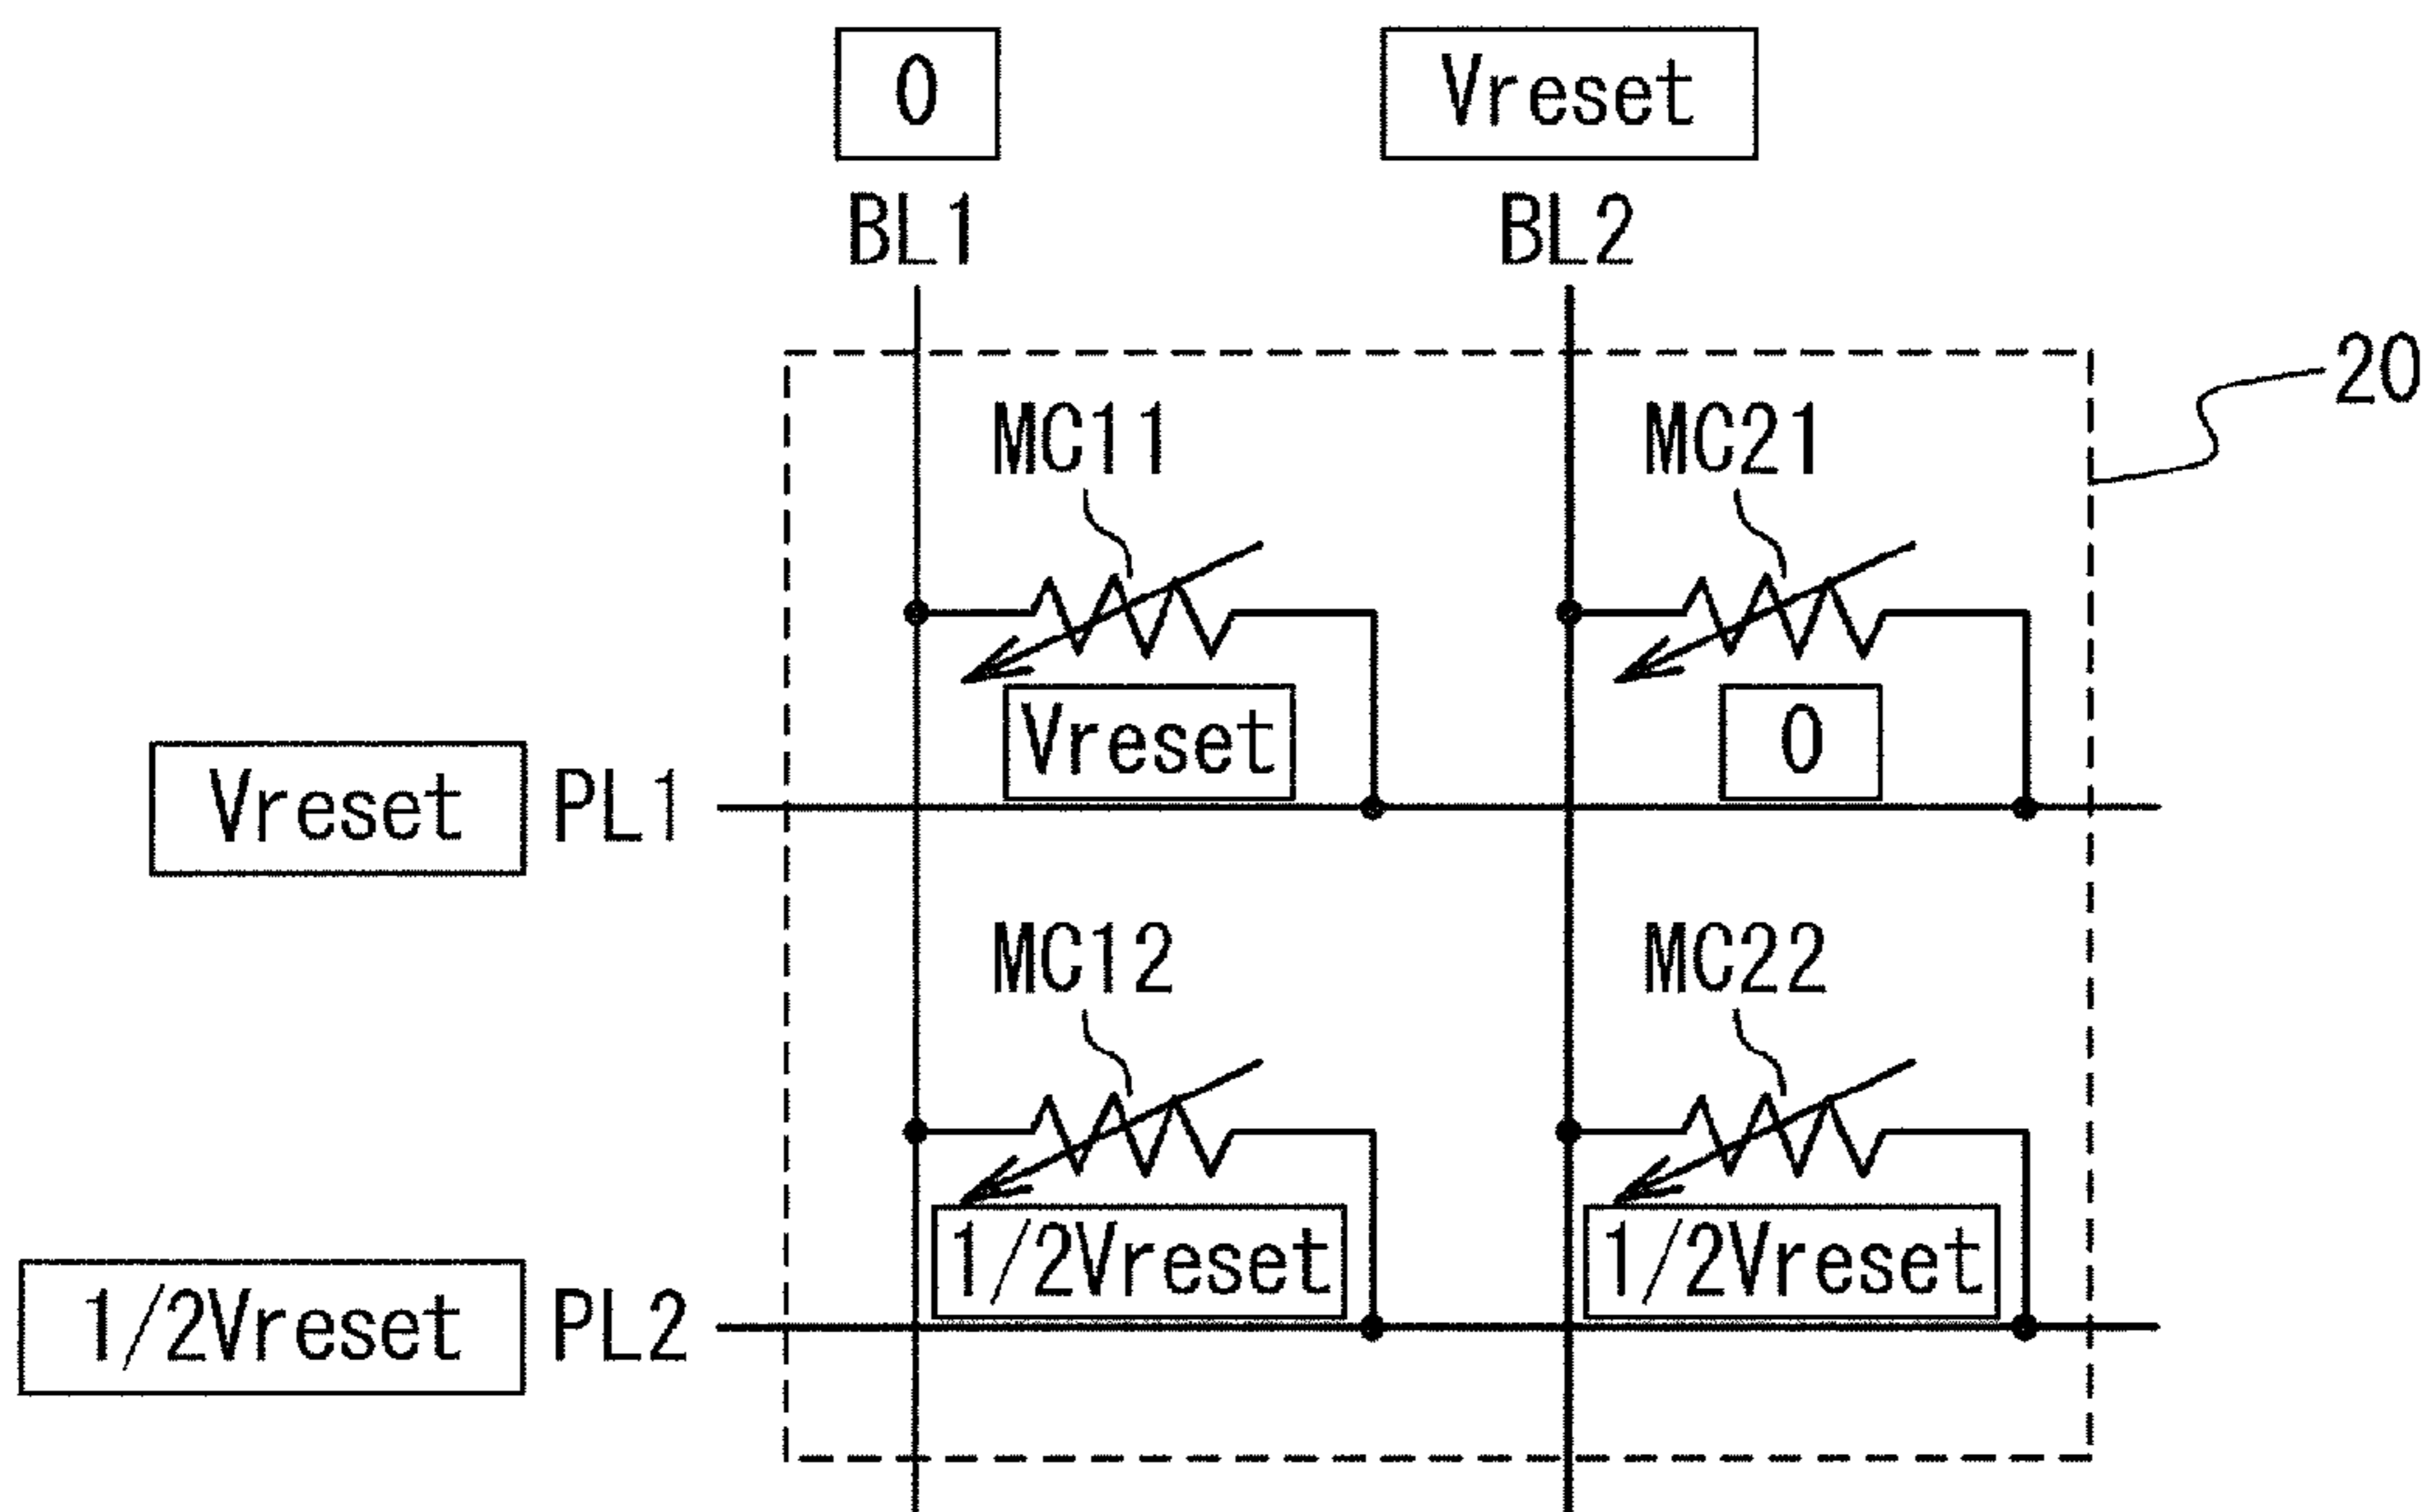 0
Vreset
BL1
BL2
20
MC11
MC21
Vreset
0
Vreset PL1
MC12
MC22
1/2Vreset
1/2Vreset
1/2Vreset PL2